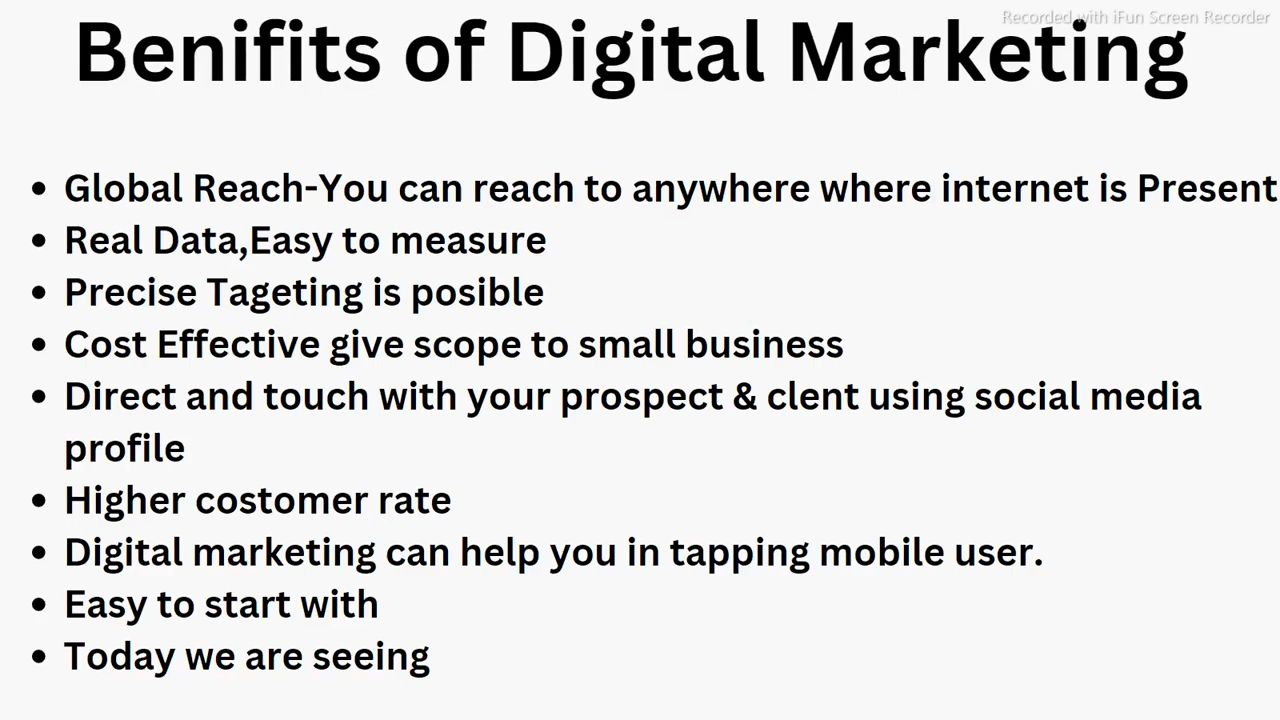 Recorded with iFun Screen Recorder
Benifits of Digital Marketing
• Global Reach-You can reach to anywhere where internet is Present
• Real Data,Easy to measure
• Precise Tageting is posible
• Cost Effective give scope to small business
• Direct and touch with your prospect & clent using social media
profile
• Higher costomer rate
• Digital marketing can help you in tapping mobile user.
• Easy to start with
• Today we are seeing